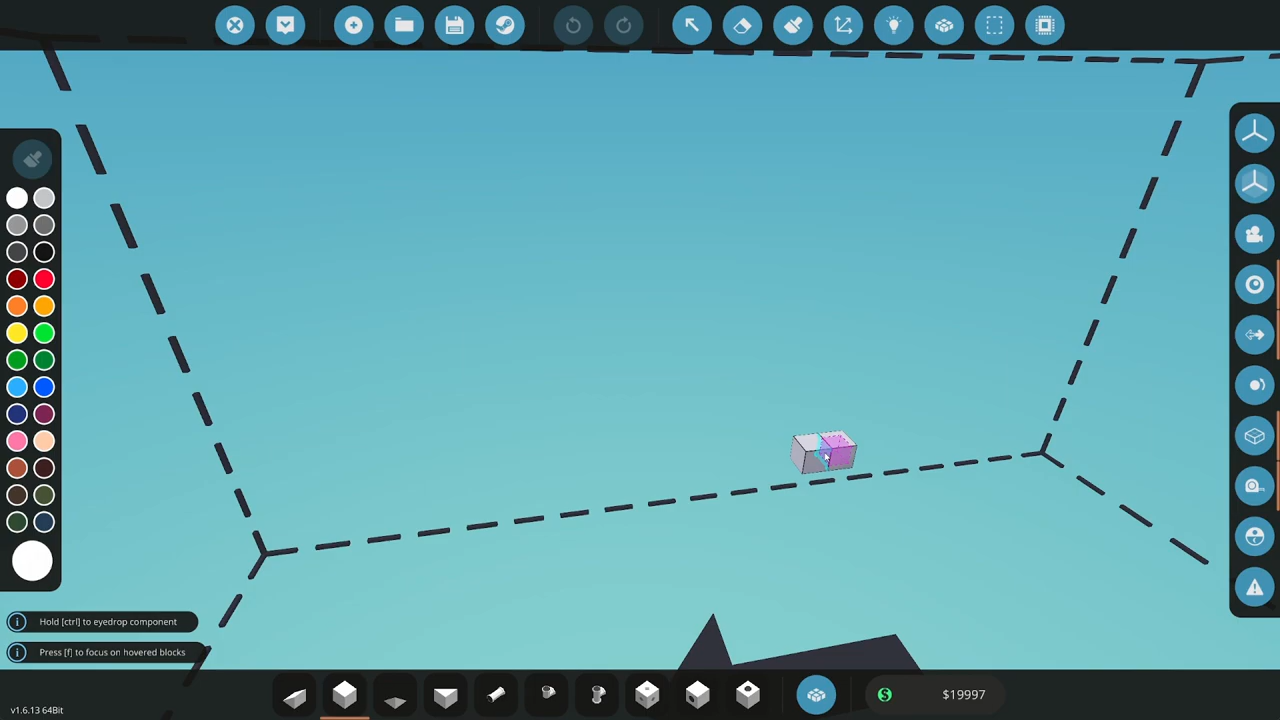 Hold [ctrl] to eyedrop component
Press [f] to focus on hovered blocks
v1.6.13 64Bit
$ $19997